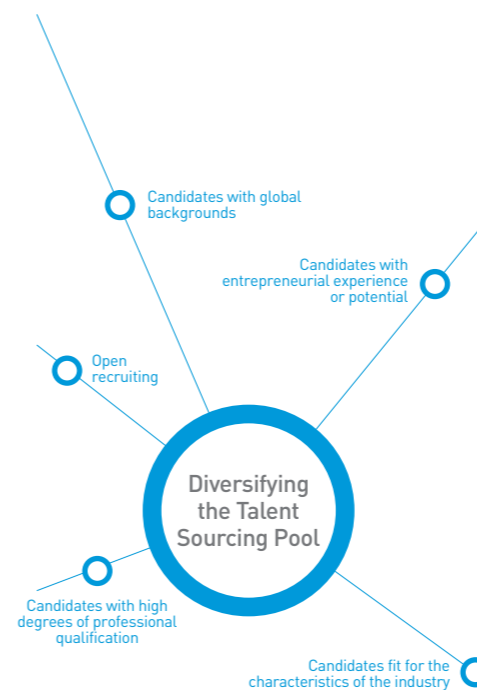 Candidates with global
backgrounds
Candidates with
entrepreneurial experience
or potential
Open
recruiting
Diversifying
the Talent
Sourcing Pool
Candidates with high
degrees of professional
qualification
Candidates fit for the
characteristics of the industry